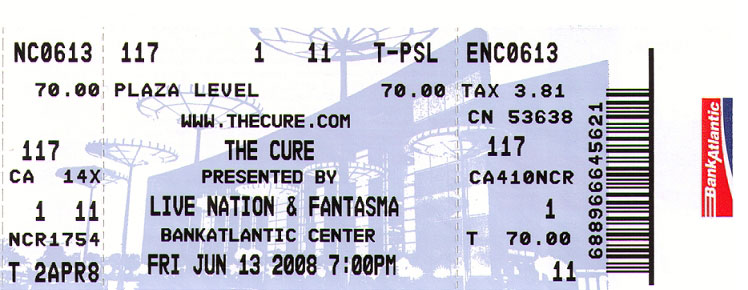 NC0613 117 1 11 T-PSL ENC0613
70.00 PLAZA LEVEL 70.00 TAX 3.81
WWW.THECURE.COM CN 53638
117 THE CURE 117
CA 14X PRESENTED BY CA410NCR
1 11 LIVE NATION & FANTASMA 1
NCR1754 BANKATLANTIC CENTER T 70.00
T 2APR8 FRI JUN 13 2008 7:00PM 11
688966645621
BankAtlantic